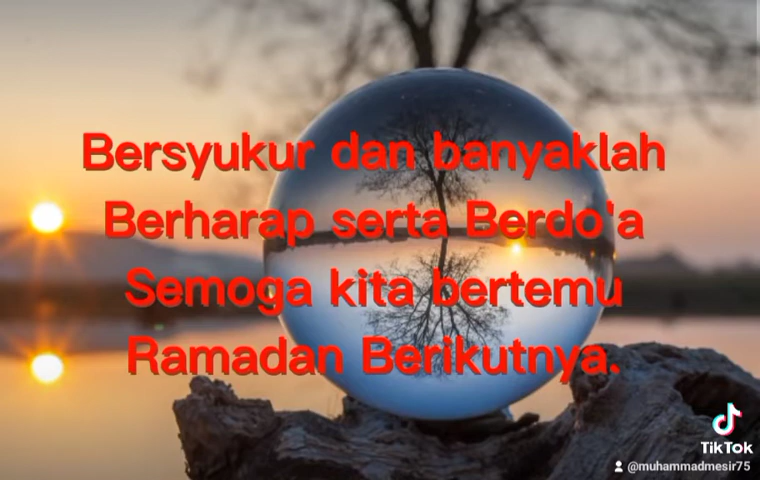 Bersyukur dan banyaklah
Berharap serta Berdo'a
Semoga kita bertemu
Ramadan Berikutnya.
TikTok
@muhammadmesir75